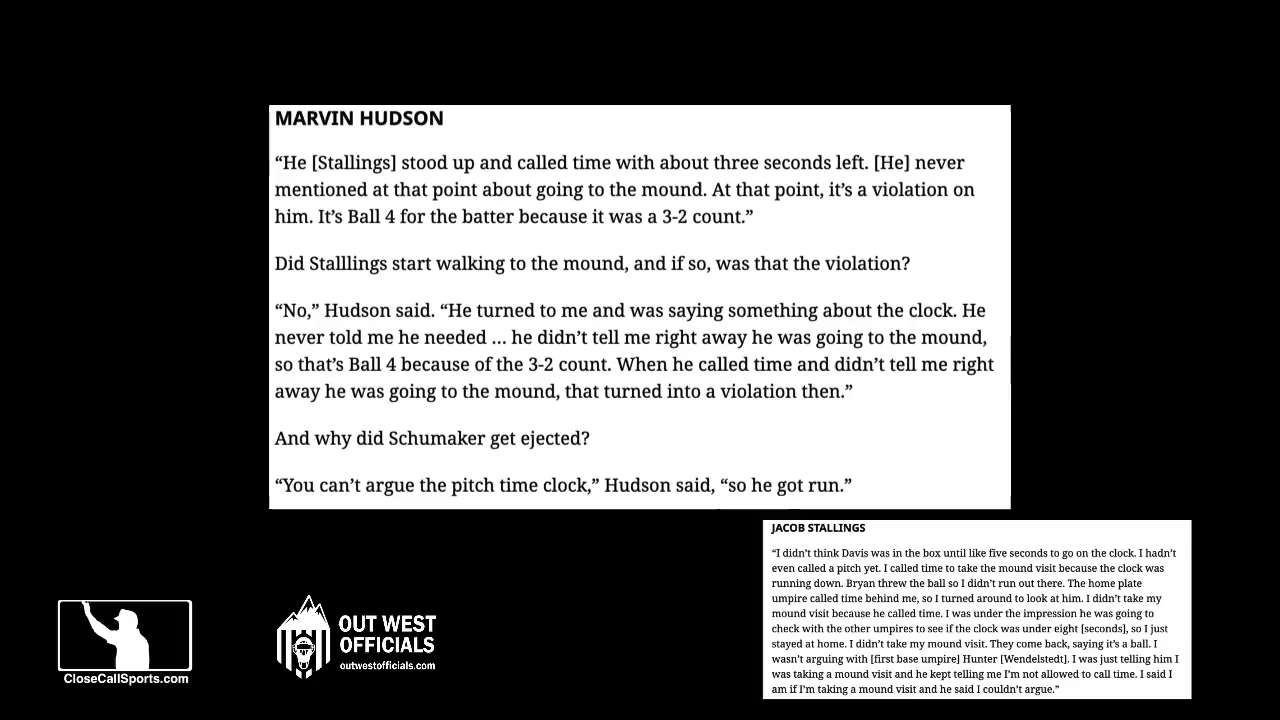 MARVIN HUDSON
“He [Stallings] stood up and called time with about three seconds left. [He] never
mentioned at that point about going to the mound. At that point, it’s a violation on
him. It’s Ball 4 for the batter because it was a 3-2 count.”
Did Stalllings start walking to the mound, and if so, was that the violation?
“No,” Hudson said. “He turned to me and was saying something about the clock. He
never told me he needed ... he didn’t tell me right away he was going to the mound,
so that’s Ball 4 because of the 3-2 count. When he called time and didn’t tell me right
away he was going to the mound, that turned into a violation then.”
And why did Schumaker get ejected?
“You can’t argue the pitch time clock,” Hudson said, “so he got run.”
JACOB STALLINGS
“I didn’t think Davis was in the box until like five seconds to go on the clock. I hadn’t
even called a pitch yet. I called time to take the mound visit because the clock was
running down. Bryan threw the ball so I didn’t run out there. The home plate
umpire called time behind me, so I turned around to look at him. I didn’t take my
mound visit because he called time. I was under the impression he was going to
check with the other umpires to see if the clock was under eight [seconds], so I just
stayed at home. I didn’t take my mound visit. They come back, saying it’s a ball. I
wasn’t arguing with [first base umpire] Hunter [Wendelstedt]. I was just telling him I
was taking a mound visit and he kept telling me I’m not allowed to call time. I said I
am if I’m taking a mound visit and he said I couldn’t argue.”
CloseCallSports.com
OUT WEST
OFFICIALS
outwestofficials.com